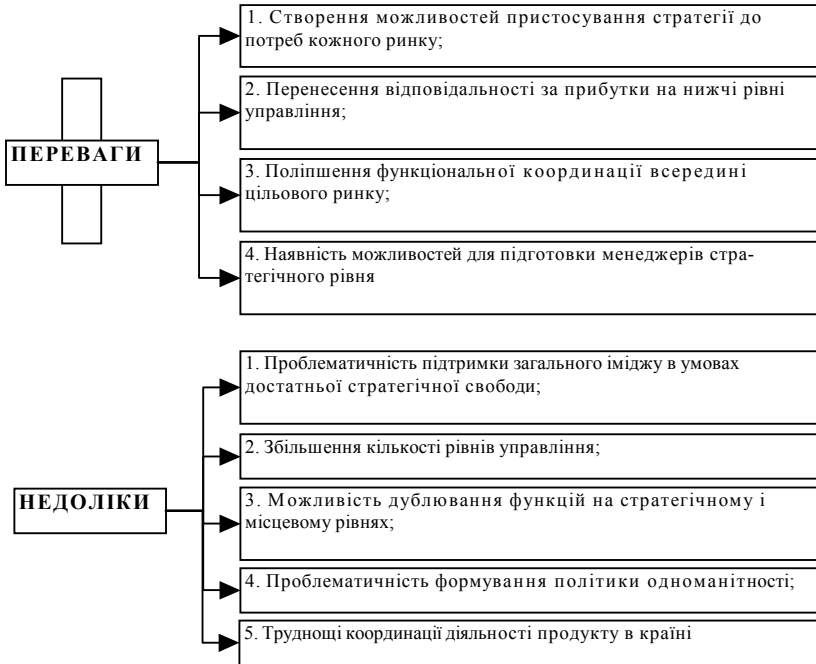 1. Створення можливостей пристосування стратегії до
потреб кожного ринку;
2. Перенесення відповідальності за прибутки на нижчі рівні
управління;
ПЕРЕВАГИ
3. Поліпшення функціональної координації всередині
цільового ринку;
4. Наявність можливостей для підготовки менеджерів стра-
тегічного рівня
1. Проблематичність підтримки загального іміджу в умовах
достатньої стратегічної свободи;
2. Збільшення кількості рівнів управління;
НЕДОЛІКИ
3. Можливість дублювання функцій на стратегічному і
місцевому рівнях;
4. Проблематичність формування політики одноманітності;
5. Труднощі координації діяльності продукту в країні